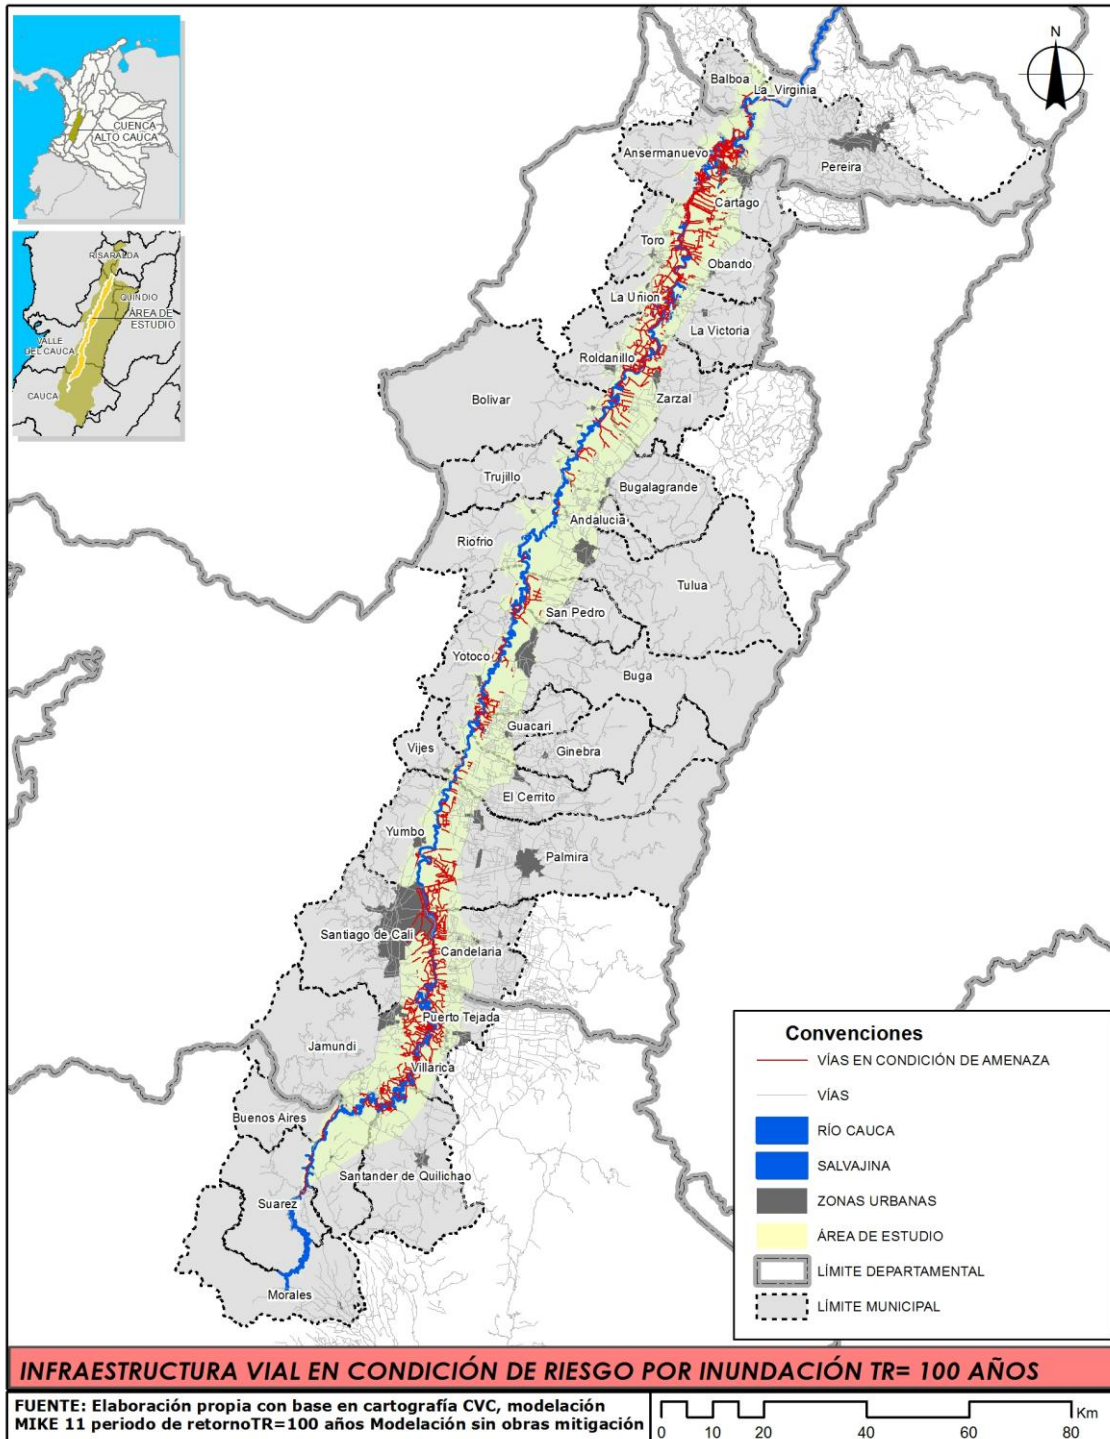 CUENCA
ALTO CAUCA
RISARALDA
QUINDIO
ÁREA DE
ESTUDIO
VALLE
DEL CAUCA
CAUCA
N
Balboa
La_Virginia
Ansermanuevo
Pereira
Cartago
Toro
Obando
La Uñion
La Victoria
Roldanillo
Bolivar
Zarzal
Trujillo
Bugalagrande
Andalucia
Riofrio
Tulua
San Pedro
Yotoco
Buga
Guacari
Vijes
Ginebra
El Cerrito
Yumbo
Palmira
Santiago de Cali
Candelaria
Puerto Tejada
Jamundi
Villarica
Buenos Aires
Santander de Quilichao
Suarez
Morales
Convenciones
VÍAS EN CONDICIÓN DE AMENAZA
VÍAS
RÍO CAUCA
SALVAJINA
ZONAS URBANAS
ÁREA DE ESTUDIO
LÍMITE DEPARTAMENTAL
LÍMITE MUNICIPAL
INFRAESTRUCTURA VIAL EN CONDICIÓN DE RIESGO POR INUNDACIÓN TR= 100 AÑOS
FUENTE: Elaboración propia con base en cartografía CVC, modelación
MIKE 11 periodo de retornoTR=100 años Modelación sin obras mitigación
Km
0 10 20 40 60 80